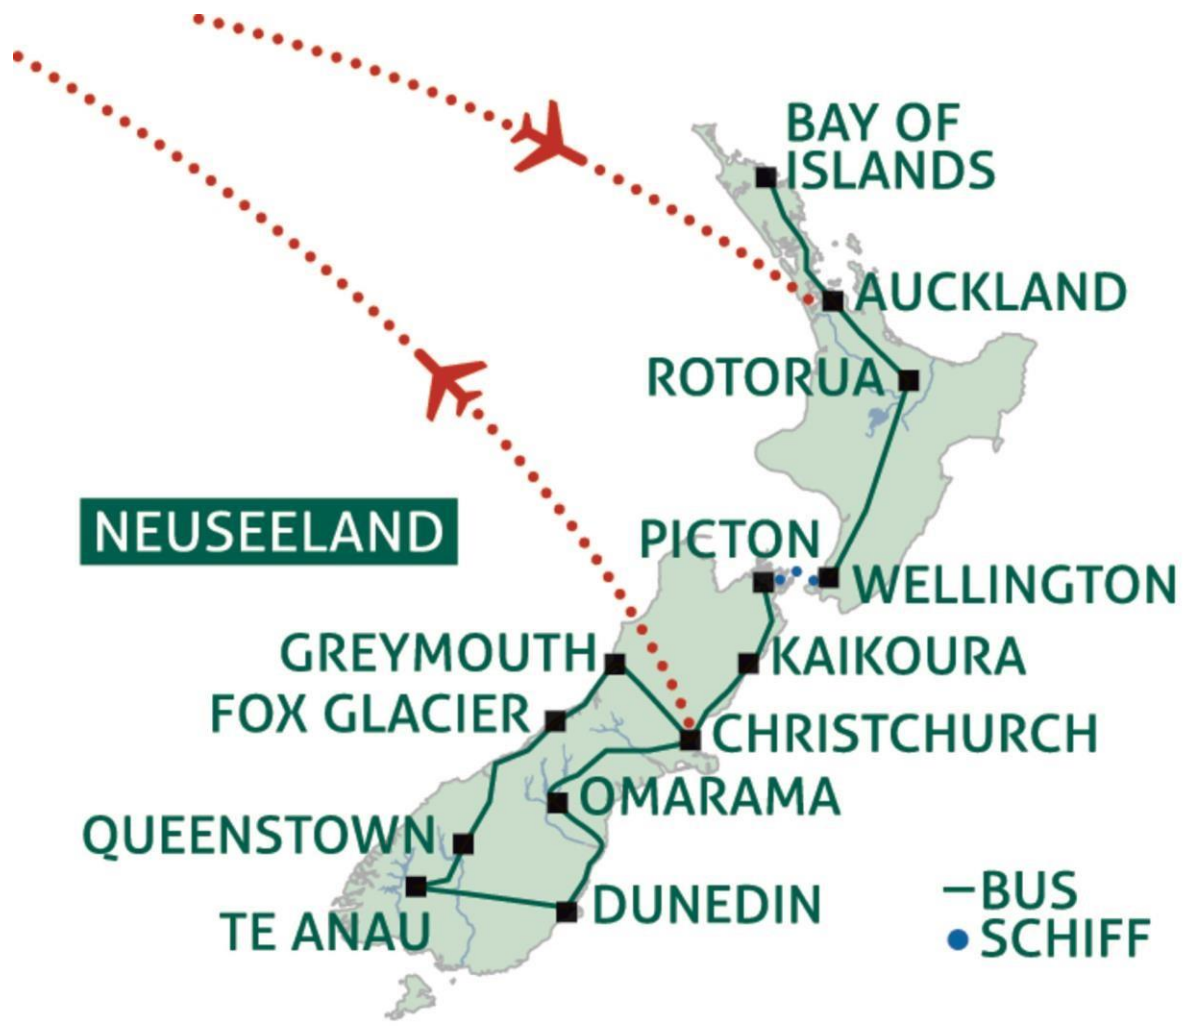 BAY OF
ISLANDS
AUCKLAND
ROTORUA
NEUSEELAND
PICTON
WELLINGTON
GREYMOUTH
KAIKOURA
FOX GLACIER
CHRISTCHURCH
OMARAMA
QUEENSTOWN
BUS
DUNEDIN
TE ANAU
SCHIFF